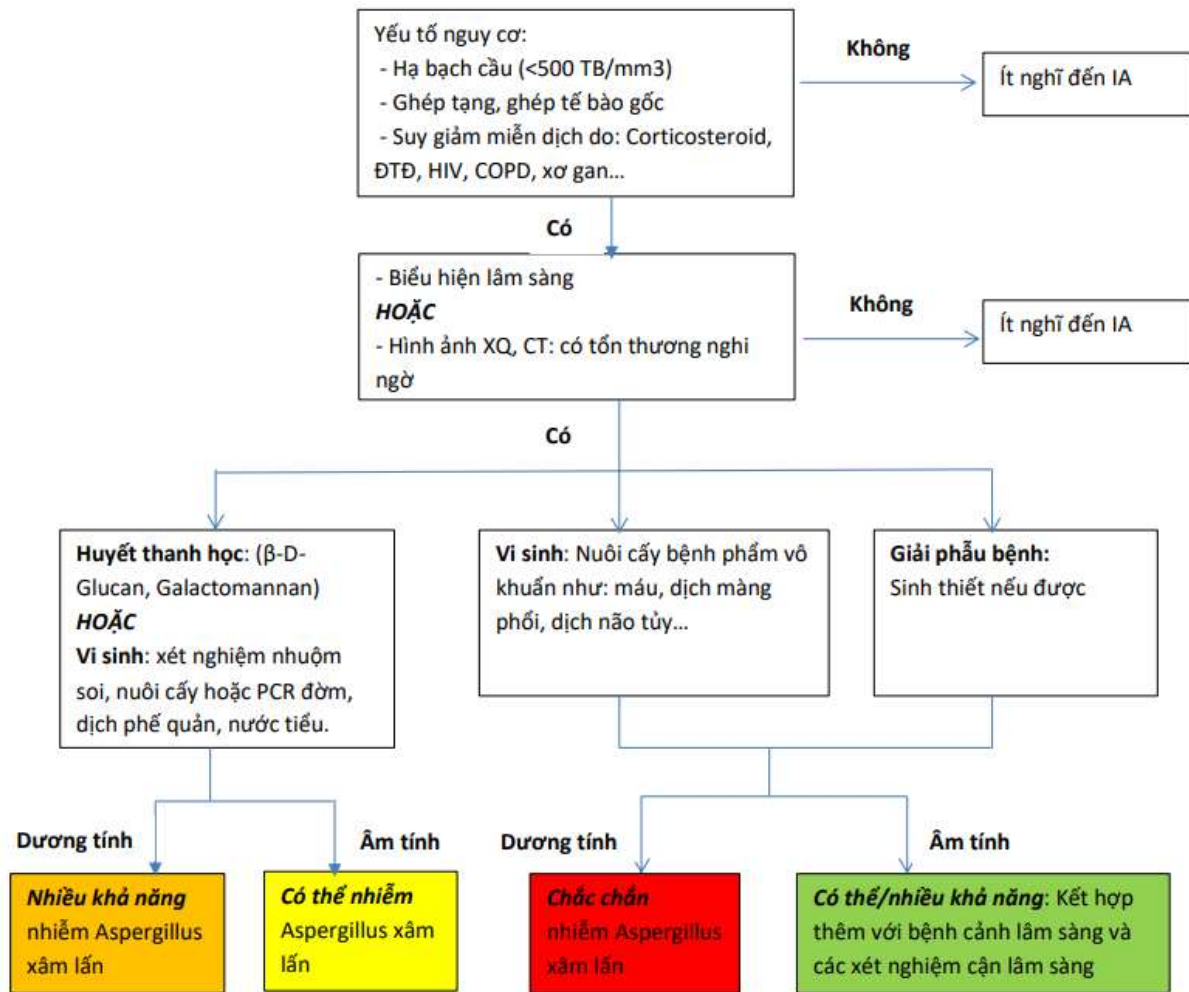 Yếu tố nguy cơ:
- Hạ bạch cầu (<500 TB/mm3)
- Ghép tạng, ghép tế bào gốc
- Suy giảm miễn dịch do: Corticosteroid,
ĐTĐ, HIV, COPD, xơ gan...
Không
Ít nghĩ đến IA
Có
- Biểu hiện lâm sàng
HOẶC
- Hình ảnh XQ, CT: có tổn thương nghi
ngờ
Không
Ít nghĩ đến IA
Có
Huyết thanh học: (β-D-
Glucan, Galactomannan)
HOẶC
Vi sinh: xét nghiệm nhuộm
soi, nuôi cấy hoặc PCR đờm,
dịch phế quản, nước tiểu.
Vi sinh: Nuôi cấy bệnh phẩm vô
khuẩn như: máu, dịch màng
phổi, dịch não tủy...
Giải phẫu bệnh:
Sinh thiết nếu được
Dương tính
Âm tính
Dương tính
Âm tính
Nhiều khả năng
nhiễm Aspergillus
xâm lấn
Có thể nhiễm
Aspergillus xâm
lấn
Chắc chắn
nhiễm Aspergillus
xâm lấn
Có thể/nhiều khả năng: Kết hợp
thêm với bệnh cảnh lâm sàng và
các xét nghiệm cận lâm sàng